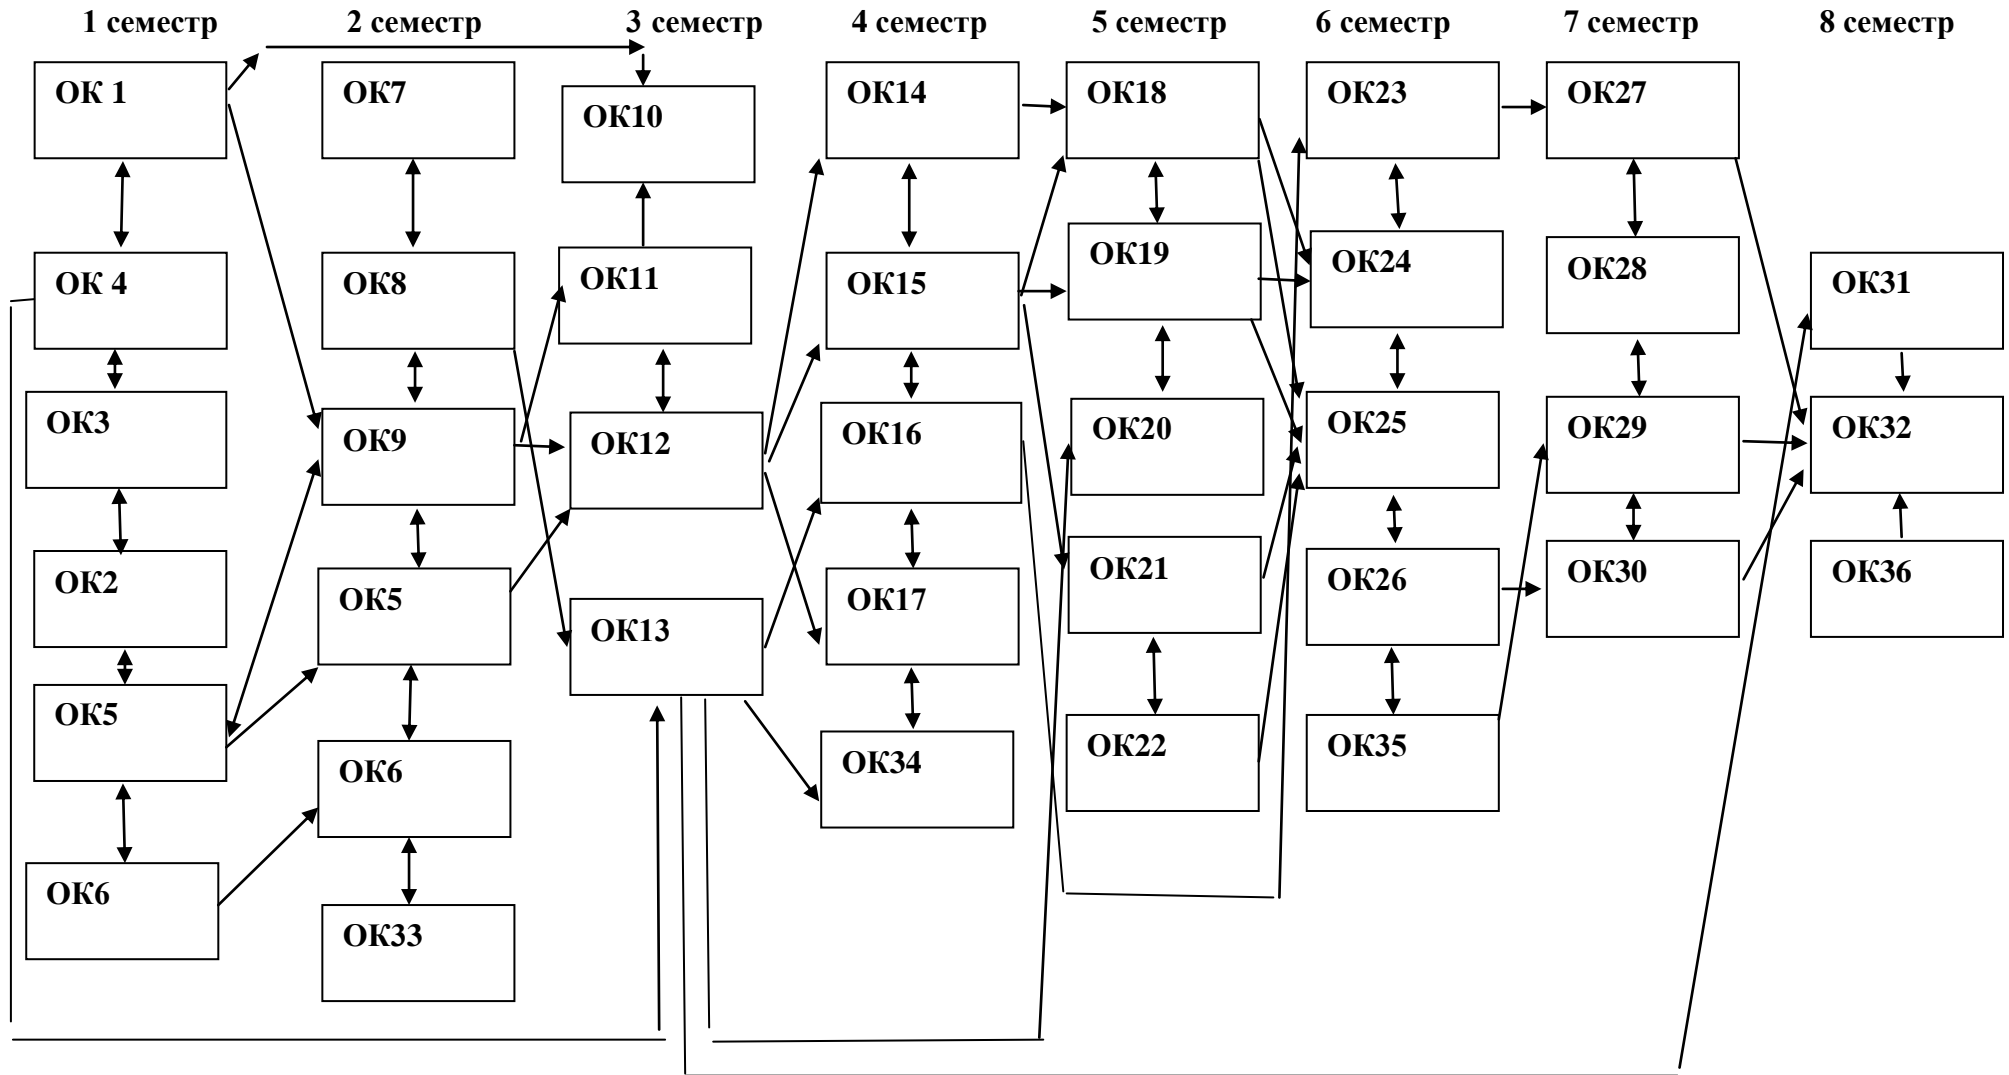 1 семестр 2 семестр 3 семестр 4 семестр 5 семестр 6 семестр 7 семестр 8 семестр
ОК 1
ОК 4
ОК3
ОК2
ОК5
ОК6
ОК7
ОК8
ОК9
ОК5
ОК6
ОК33
ОК10
ОК11
ОК12
ОК13
ОК14
ОК15
ОК16
ОК17
ОК34
ОК18
ОК19
ОК20
ОК21
ОК22
ОК23
ОК24
ОК25
ОК26
ОК35
ОК27
ОК28
ОК29
ОК30
ОК31
ОК32
ОК36